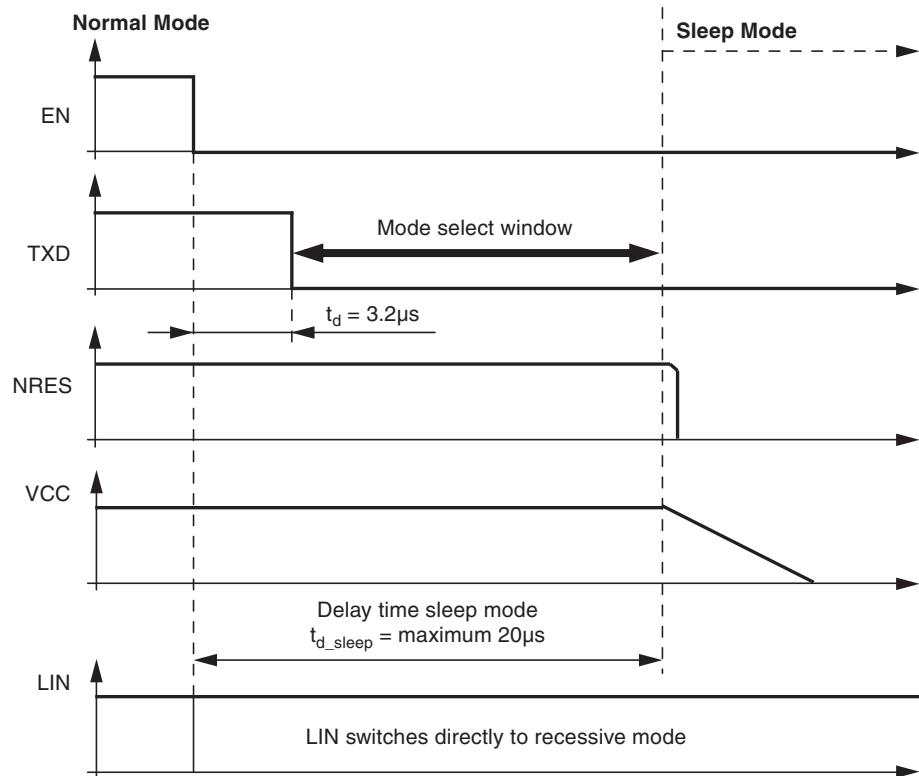 Normal Mode
Sleep Mode
EN
Mode select window
TXD
t_d = 3.2µs
NRES
VCC
Delay time sleep mode
t_d_sleep = maximum 20µs
LIN
LIN switches directly to recessive mode